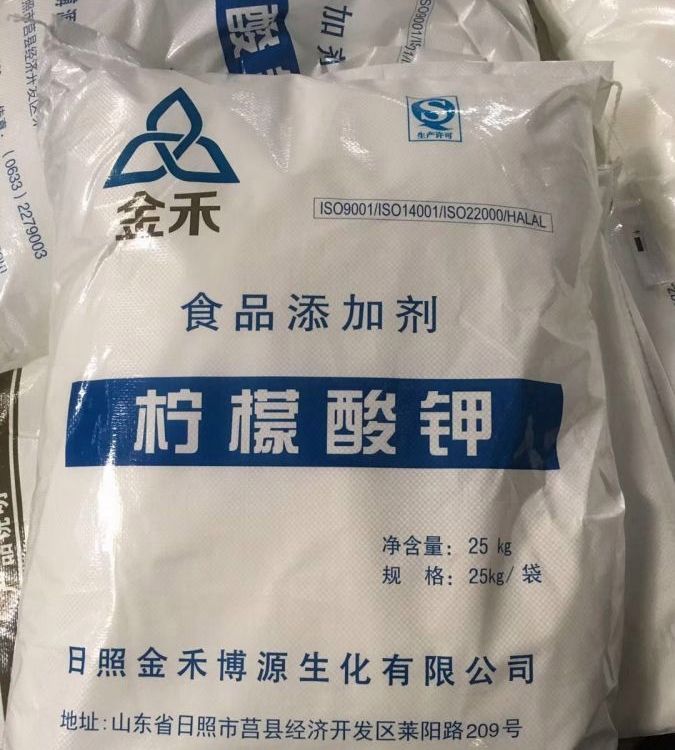 加
酸
(0633)2279003
生产许可
金禾
ISO9001/ISO14001/ISO22000/HALAL
食品添加剂
柠檬酸钾
净含量: 25 kg
规 格: 25kg/袋
日照金禾博源生化有限公司
地址:山东省日照市莒县经济开发区莱阳路209号